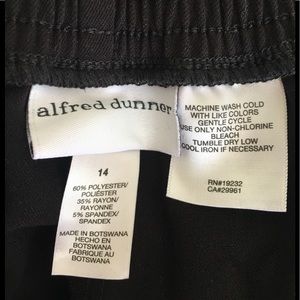 alfred dunner
MACHINE WASH COLD
WITH LIKE COLORS
GENTLE CYCLE
USE ONLY NON-CHLORINE
BLEACH
TUMBLE DRY LOW
COOL IRON IF NECESSARY
RN#19232
CA#29961
14
60% POLYESTER/
POLIÉSTER
35% RAYON/
RAYONNE
5% SPANDEX/
SPANDEX
MADE IN BOTSWANA
HECHO EN
BOTSWANA
FABRIQUÉ AU
BOTSWANA